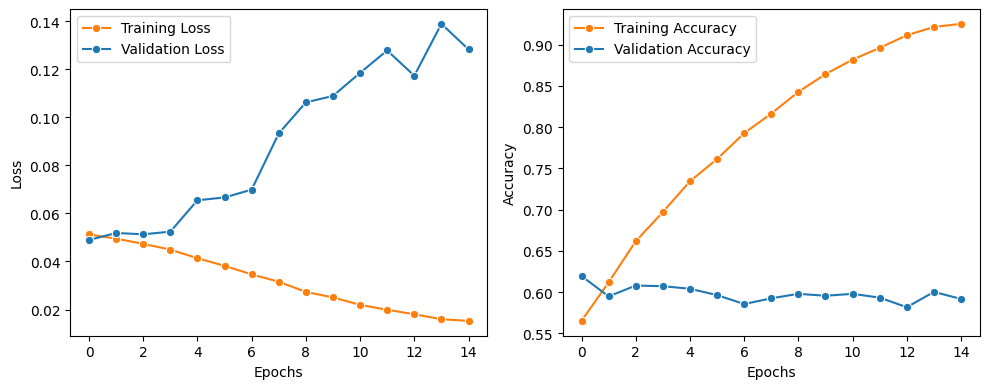 Training Loss
Validation Loss
0.14
0.12
0.10
0.08
0.06
0.04
0.02
Loss
0 2 4 6 8 10 12 14
Epochs
Training Accuracy
Validation Accuracy
0.90
0.85
0.80
0.75
0.70
0.65
0.60
0.55
Accuracy
0 2 4 6 8 10 12 14
Epochs